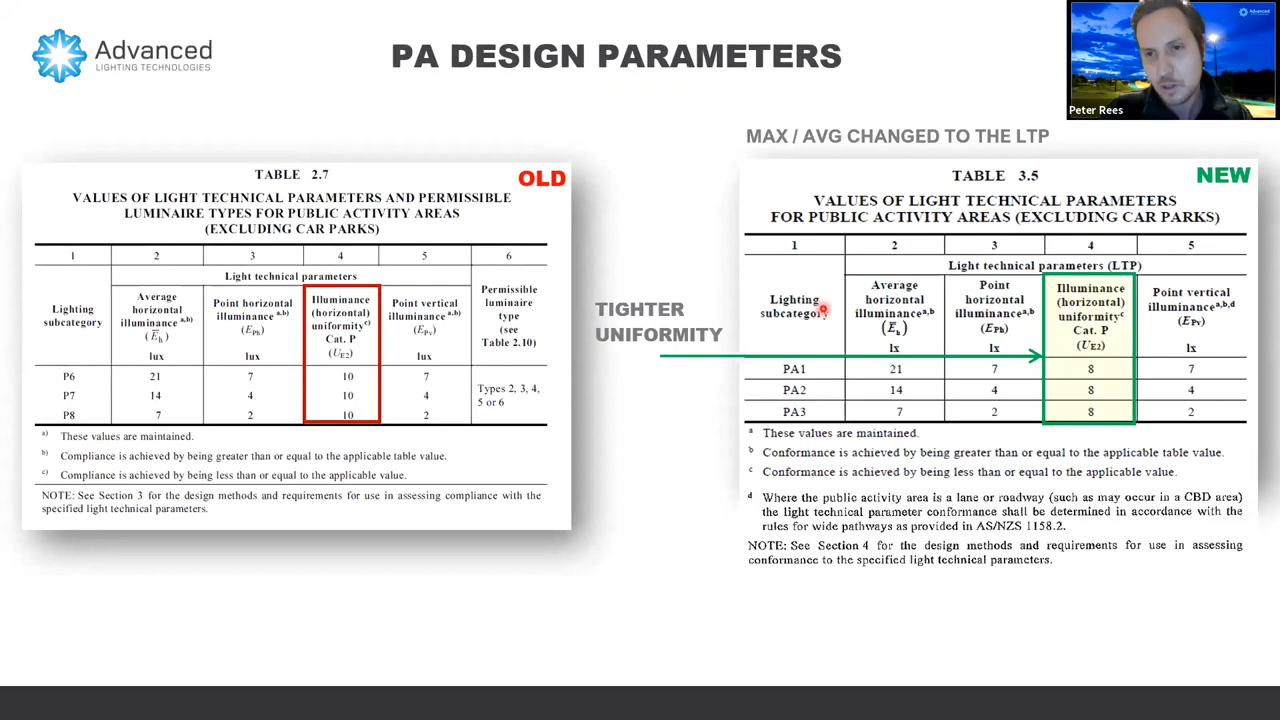 Advanced
LIGHTING TECHNOLOGIES
PA DESIGN PARAMETERS
Peter Rees
MAX / AVG CHANGED TO THE LTP
TABLE 2.7
OLD
VALUES OF LIGHT TECHNICAL PARAMETERS AND PERMISSIBLE
LUMINAIRE TYPES FOR PUBLIC ACTIVITY AREAS
(EXCLUDING CAR PARKS)
1 2 3 4 5 6
Lighting subcategory
Light technical parameters
Average horizontal illuminance a,b) (Ēh) lux
Point horizontal illuminance a,b) (EPh) lux
Illuminance (horizontal) uniformity c) Cat. P (UE2)
Point vertical illuminance a,b) (EPv) lux
Permissible luminaire type (see Table 2.10)
P6 21 7 10 7
P7 14 4 10 4
P8 7 2 10 2
Types 2, 3, 4, 5 or 6
a) These values are maintained.
b) Compliance is achieved by being greater than or equal to the applicable table value.
c) Compliance is achieved by being less than or equal to the applicable value.
NOTE: See Section 3 for the design methods and requirements for use in assessing compliance with the
specified light technical parameters.
TIGHTER
UNIFORMITY
TABLE 3.5
NEW
VALUES OF LIGHT TECHNICAL PARAMETERS
FOR PUBLIC ACTIVITY AREAS (EXCLUDING CAR PARKS)
1 2 3 4 5
Lighting subcategory
Light technical parameters (LTP)
Average horizontal illuminance a,b (Ēh) lx
Point horizontal illuminance a,b (EPh) lx
Illuminance (horizontal) uniformity c Cat. P (UE2)
Point vertical illuminance a,b,d (EPv) lx
PA1 21 7 8 7
PA2 14 4 8 4
PA3 7 2 8 2
a These values are maintained.
b Conformance is achieved by being greater than or equal to the applicable table value.
c Conformance is achieved by being less than or equal to the applicable value.
d Where the public activity area is a lane or roadway (such as may occur in a CBD area)
the light technical parameter conformance shall be determined in accordance with the
rules for wide pathways as provided in AS/NZS 1158.2.
NOTE: See Section 4 for the design methods and requirements for use in assessing
conformance to the specified light technical parameters.